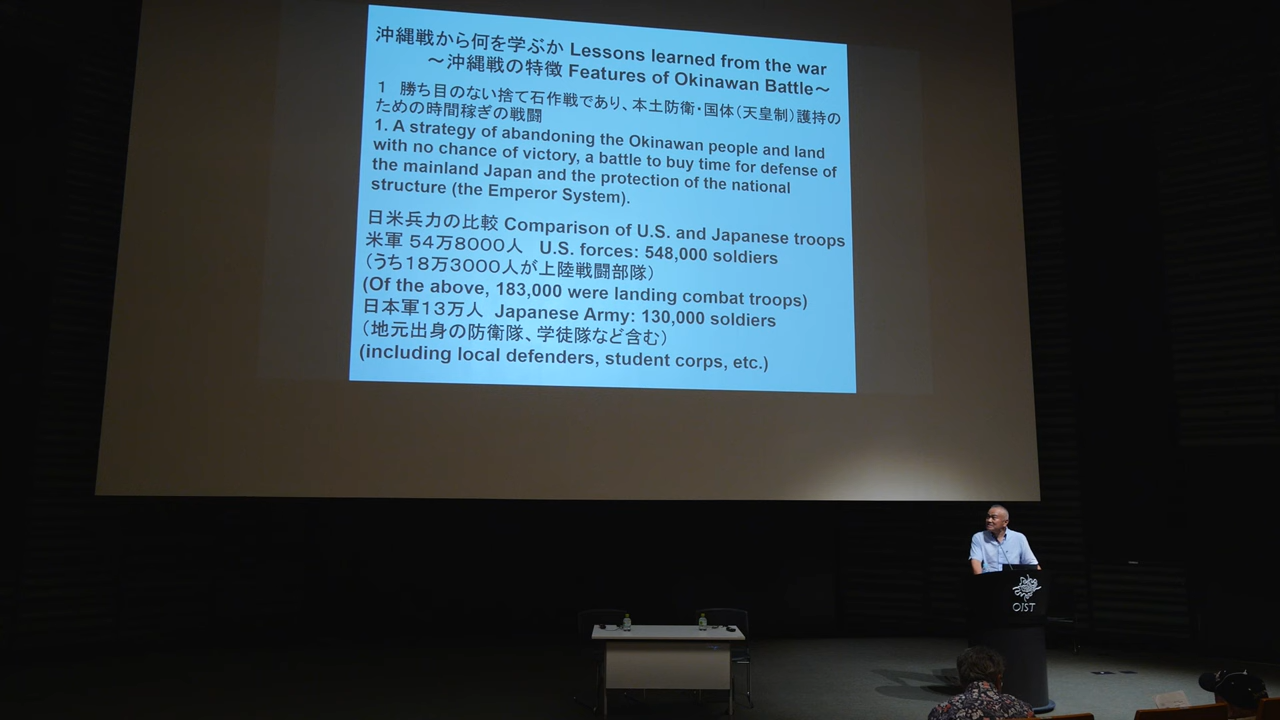 沖縄戦から何を学ぶか Lessons learned from the war
～沖縄戦の特徴 Features of Okinawan Battle～
１　勝ち目のない捨て石作戦であり、本土防衛・国体（天皇制）護持の
ための時間稼ぎの戦闘
1. A strategy of abandoning the Okinawan people and land
with no chance of victory, a battle to buy time for defense of
the mainland Japan and the protection of the national
structure (the Emperor System).
日米兵力の比較 Comparison of U.S. and Japanese troops
米軍 ５４万８０００人　U.S. forces: 548,000 soldiers
（うち１８万３０００人が上陸戦闘部隊）
(Of the above, 183,000 were landing combat troops)
日本軍１３万人 Japanese Army: 130,000 soldiers
（地元出身の防衛隊、学徒隊など含む）
(including local defenders, student corps, etc.)
OIST